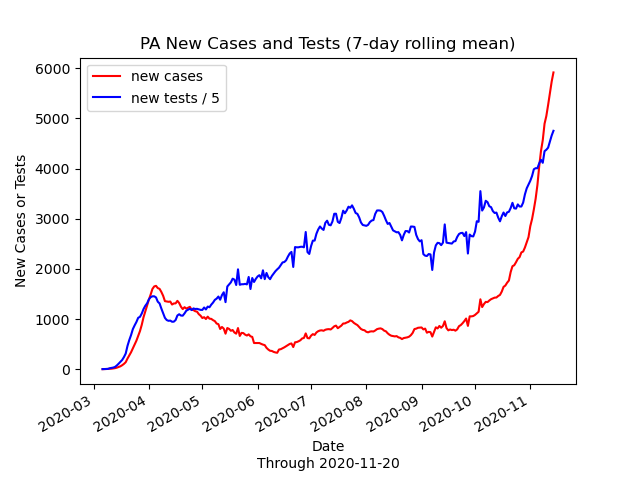 PA New Cases and Tests (7-day rolling mean)
new cases
new tests / 5
New Cases or Tests
6000
5000
4000
3000
2000
1000
0
2020-03
2020-04
2020-05
2020-06
2020-07
2020-08
2020-09
2020-10
2020-11
Date
Through 2020-11-20